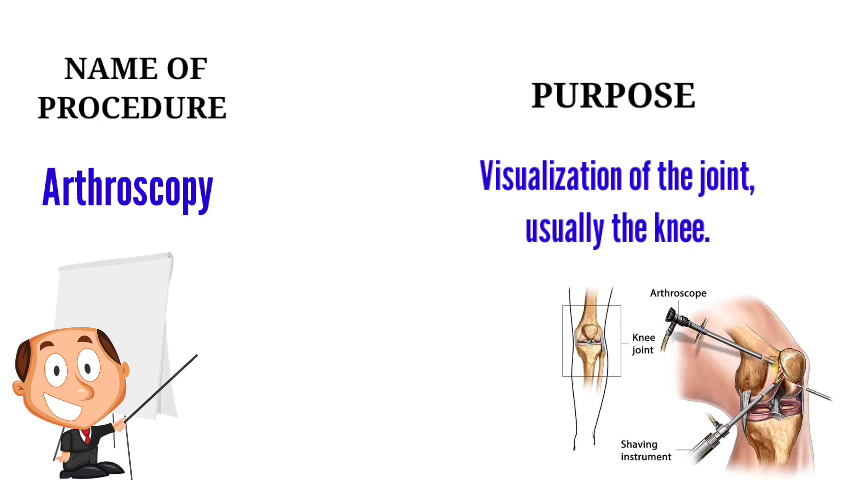 NAME OF
PROCEDURE
Arthroscopy
PURPOSE
Visualization of the joint,
usually the knee.
Arthroscope
Knee
joint
Shaving
instrument